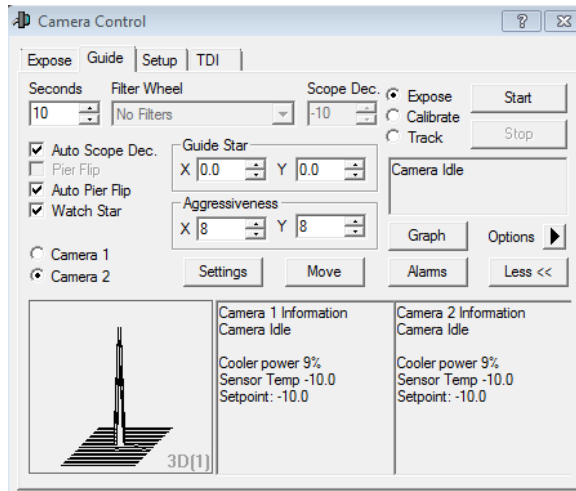 Camera Control
Expose Guide Setup TDI
Seconds Filter Wheel Scope Dec.
10 No Filters -10
Expose
Calibrate
Track
Start
Stop
Auto Scope Dec.
Pier Flip
Auto Pier Flip
Watch Star
Guide Star
X 0.0 Y 0.0
Aggressiveness
X 8 Y 8
Camera Idle
Graph Options
Camera 1
Camera 2
Settings Move Alarms Less <<
3D(1)
Camera 1 Information
Camera Idle
Cooler power 9%
Sensor Temp -10.0
Setpoint: -10.0
Camera 2 Information
Camera Idle
Cooler power 9%
Sensor Temp -10.0
Setpoint: -10.0